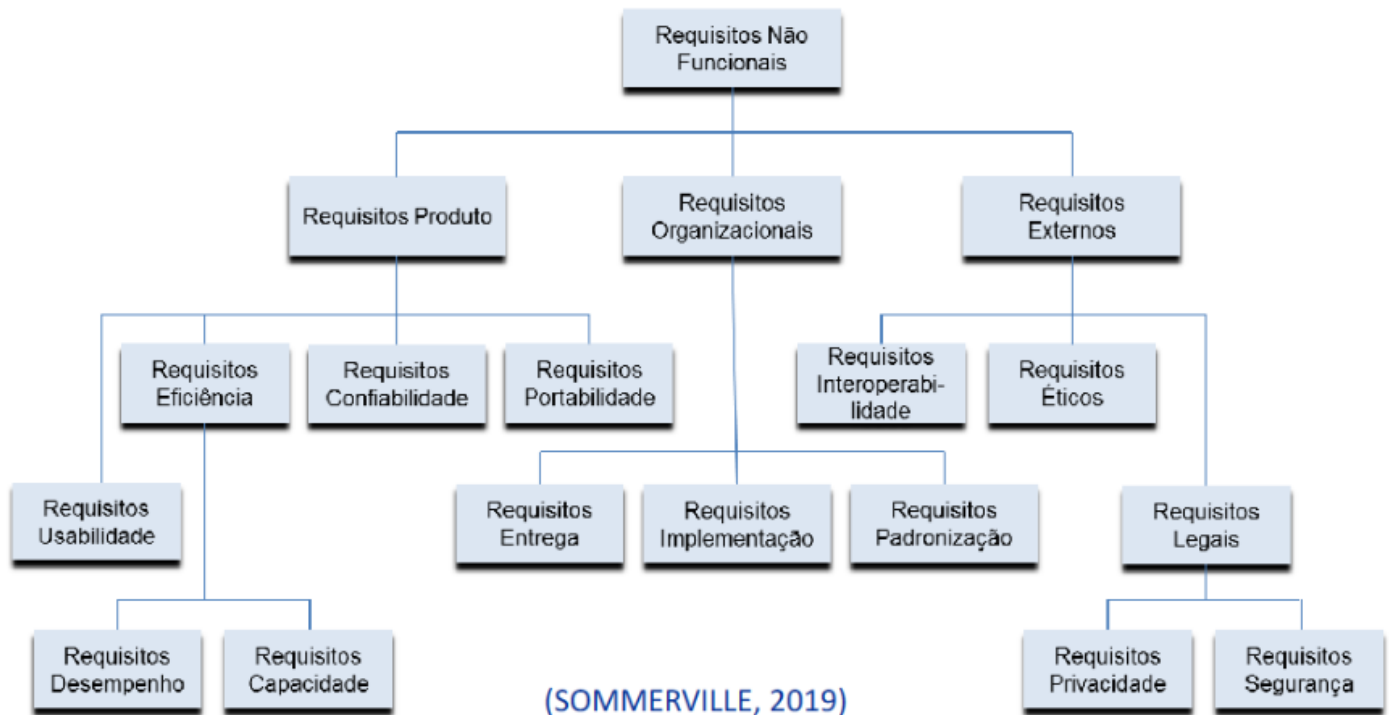 Requisitos Não
Funcionais
Requisitos Produto
Requisitos
Organizacionais
Requisitos
Externos
Requisitos
Eficiência
Requisitos
Confiabilidade
Requisitos
Portabilidade
Requisitos
Interoperabi-
lidade
Requisitos
Éticos
Requisitos
Usabilidade
Requisitos
Entrega
Requisitos
Implementação
Requisitos
Padronização
Requisitos
Legais
Requisitos
Desempenho
Requisitos
Capacidade
Requisitos
Privacidade
Requisitos
Segurança
(SOMMERVILLE, 2019)